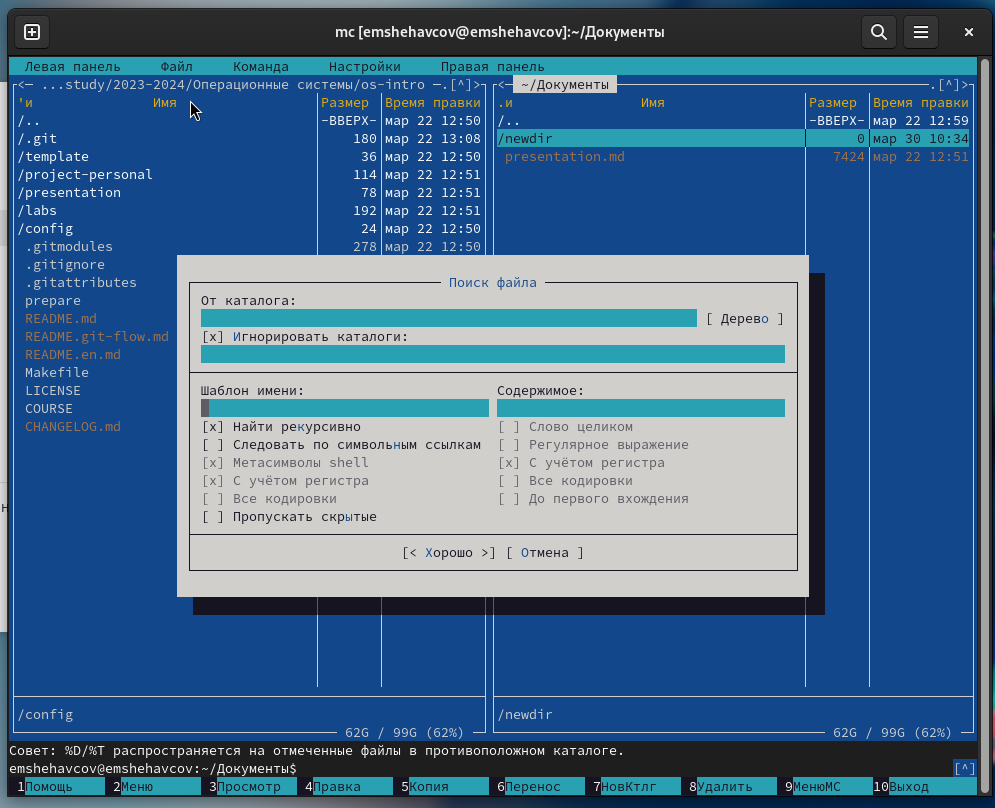 mc [emshehavcov@emshehavcov]:~/Документы
Левая панель Файл Команда Настройки Правая панель
<— ...study/2023-2024/Операционные системы/os-intro —.[^]>
'и Имя Размер Время правки
/.. -ВВЕРХ- мар 22 12:50
/.git 180 мар 22 13:08
/template 36 мар 22 12:50
/project-personal 114 мар 22 12:51
/presentation 78 мар 22 12:51
/labs 192 мар 22 12:51
/config 24 мар 22 12:50
.gitmodules 278 мар 22 12:50
.gitignore
.gitattributes
prepare
README.md
README.git-flow.md
README.en.md
Makefile
LICENSE
COURSE
CHANGELOG.md
/config
62G / 99G (62%)
<— ~/Документы —.[^]>
.и Имя Размер Время правки
/.. -ВВЕРХ- мар 22 12:59
/newdir 0 мар 30 10:34
presentation.md 7424 мар 22 12:51
/newdir
62G / 99G (62%)
Поиск файла
От каталога:
[ Дерево ]
[x] Игнорировать каталоги:
Шаблон имени:
[x] Найти рекурсивно
[ ] Следовать по символьным ссылкам
[x] Метасимволы shell
[x] С учётом регистра
[ ] Все кодировки
[ ] Пропускать скрытые
Содержимое:
[ ] Слово целиком
[ ] Регулярное выражение
[x] С учётом регистра
[ ] Все кодировки
[ ] До первого вхождения
[< Хорошо >] [ Отмена ]
Совет: %D/%T распространяется на отмеченные файлы в противоположном каталоге.
emshehavcov@emshehavcov:~/Документы$ [^]
1Помощь 2Меню 3Просмотр 4Правка 5Копия 6Перенос 7НовКтлг 8Удалить 9МенюMC 10Выход